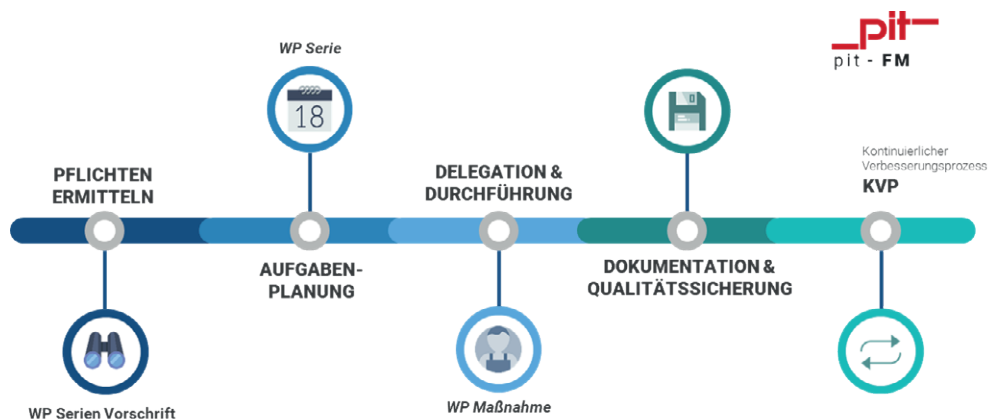 WP Serie
pit
pit - FM
18
PFLICHTEN
ERMITTELN
DELEGATION &
DURCHFÜHRUNG
Kontinuierlicher
Verbesserungsprozess
KVP
AUFGABEN-
PLANUNG
DOKUMENTATION &
QUALITÄTSSICHERUNG
WP Serien Vorschrift
WP Maßnahme